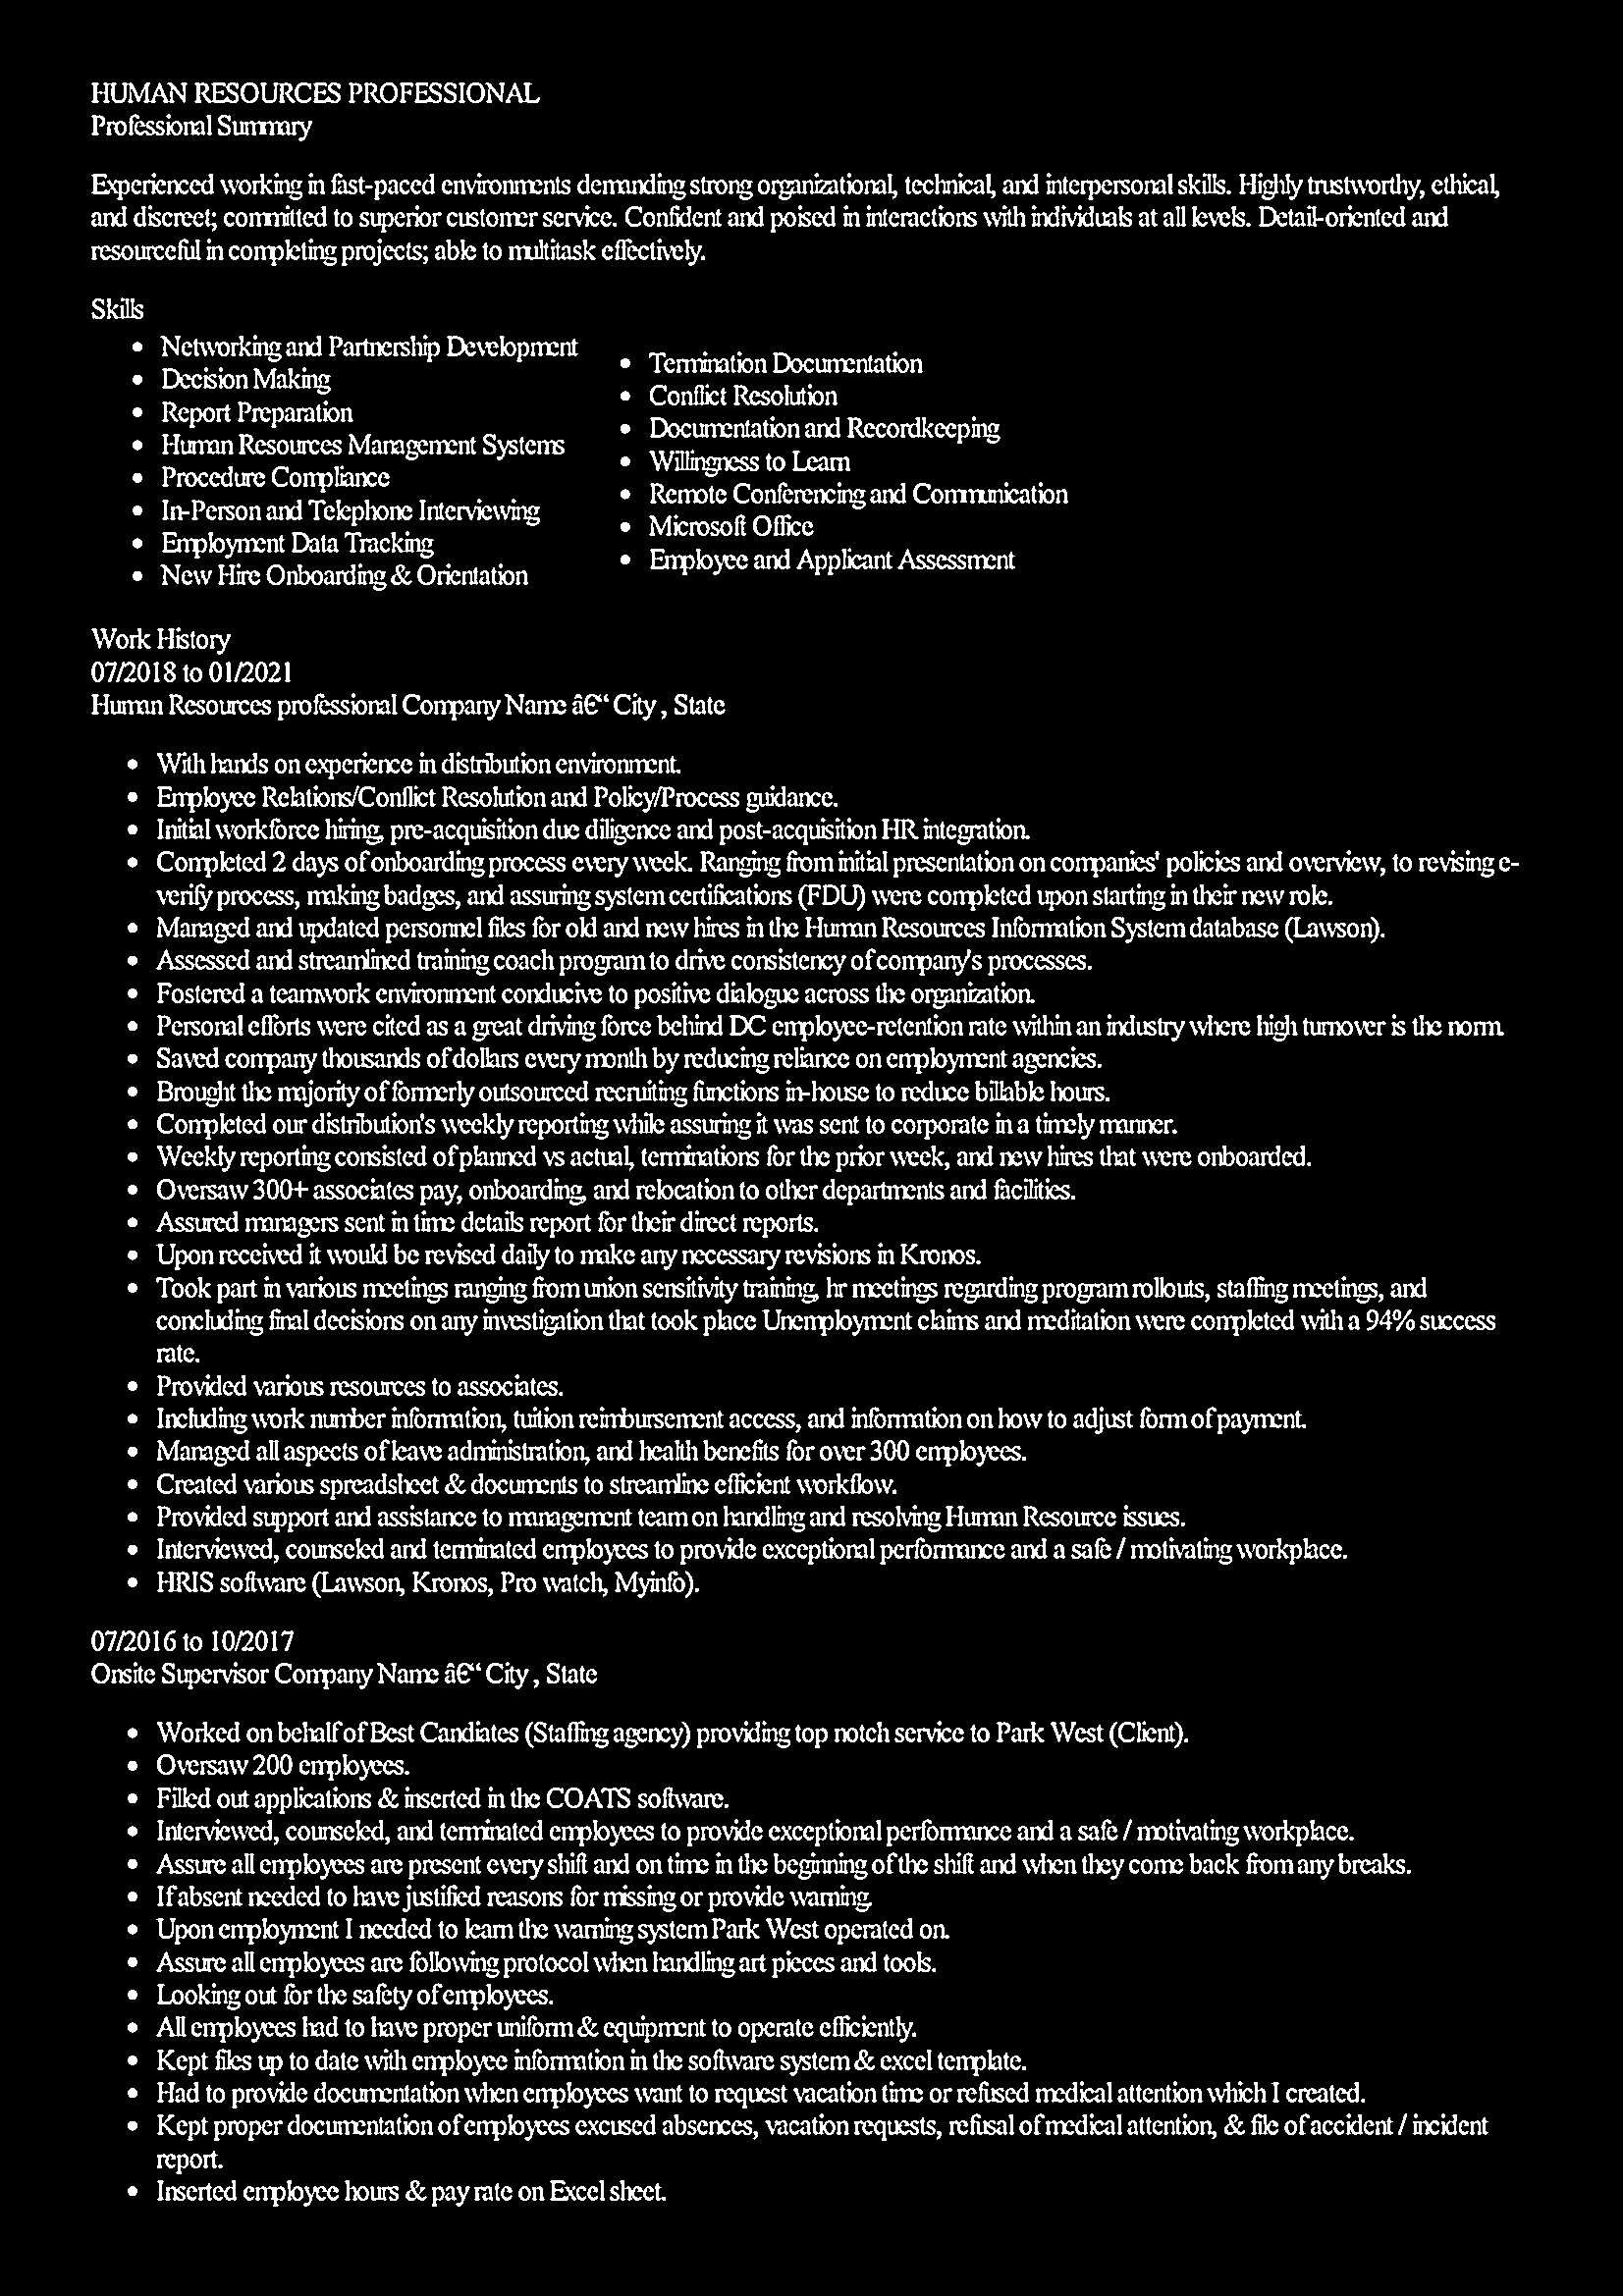 HUMAN RESOURCES PROFESSIONAL
Professional Summary
Experienced working in fast-paced environments demanding strong organizational, technical, and interpersonal skills. Highly trustworthy, ethical,
and discreet; committed to superior customer service. Confident and poised in interactions with individuals at all levels. Detail-oriented and
resourceful in completing projects; able to multitask effectively.
Skills
• Networking and Partnership Development
• Decision Making
• Report Preparation
• Human Resources Management Systems
• Procedure Compliance
• In-Person and Telephone Interviewing
• Employment Data Tracking
• New Hire Onboarding & Orientation
• Termination Documentation
• Conflict Resolution
• Documentation and Recordkeeping
• Willingness to Learn
• Remote Conferencing and Communication
• Microsoft Office
• Employee and Applicant Assessment
Work History
07/2018 to 01/2021
Human Resources professional Company Name â€“ City , State
• With hands on experience in distribution environment.
• Employee Relations/Conflict Resolution and Policy/Process guidance.
• Initial workforce hiring, pre-acquisition due diligence and post-acquisition HR integration.
• Completed 2 days of onboarding process every week. Ranging from initial presentation on companies' policies and overview, to revising e-
verify process, making badges, and assuring system certifications (FDU) were completed upon starting in their new role.
• Managed and updated personnel files for old and new hires in the Human Resources Information System database (Lawson).
• Assessed and streamlined training coach program to drive consistency of company's processes.
• Fostered a teamwork environment conducive to positive dialogue across the organization.
• Personal efforts were cited as a great driving force behind DC employee-retention rate within an industry where high turnover is the norm.
• Saved company thousands of dollars every month by reducing reliance on employment agencies.
• Brought the majority of formerly outsourced recruiting functions in-house to reduce billable hours.
• Completed our distribution's weekly reporting while assuring it was sent to corporate in a timely manner.
• Weekly reporting consisted of planned vs actual, terminations for the prior week, and new hires that were onboarded.
• Oversaw 300+ associates pay, onboarding, and relocation to other departments and facilities.
• Assured managers sent in time details report for their direct reports.
• Upon received it would be revised daily to make any necessary revisions in Kronos.
• Took part in various meetings ranging from union sensitivity training, hr meetings regarding program rollouts, staffing meetings, and
concluding final decisions on any investigation that took place Unemployment claims and meditation were completed with a 94% success
rate.
• Provided various resources to associates.
• Including work number information, tuition reimbursement access, and information on how to adjust form of payment.
• Managed all aspects of leave administration, and health benefits for over 300 employees.
• Created various spreadsheet & documents to streamline efficient workflow.
• Provided support and assistance to management team on handling and resolving Human Resource issues.
• Interviewed, counseled and terminated employees to provide exceptional performance and a safe / motivating workplace.
• HRIS software (Lawson, Kronos, Pro watch, Myinfo).
07/2016 to 10/2017
Onsite Supervisor Company Name â€“ City , State
• Worked on behalf of Best Candiates (Staffing agency) providing top notch service to Park West (Client).
• Oversaw 200 employees.
• Filled out applications & inserted in the COATS software.
• Interviewed, counseled, and terminated employees to provide exceptional performance and a safe / motivating workplace.
• Assure all employees are present every shift and on time in the beginning of the shift and when they come back from any breaks.
• If absent needed to have justified reasons for missing or provide warning.
• Upon employment I needed to learn the warning system Park West operated on.
• Assure all employees are following protocol when handling art pieces and tools.
• Looking out for the safety of employees.
• All employees had to have proper uniform & equipment to operate efficiently.
• Kept files up to date with employee information in the software system & excel template.
• Had to provide documentation when employees want to request vacation time or refused medical attention which I created.
• Kept proper documentation of employees excused absences, vacation requests, refusal of medical attention, & file of accident / incident
report.
• Inserted employee hours & pay rate on Excel sheet.